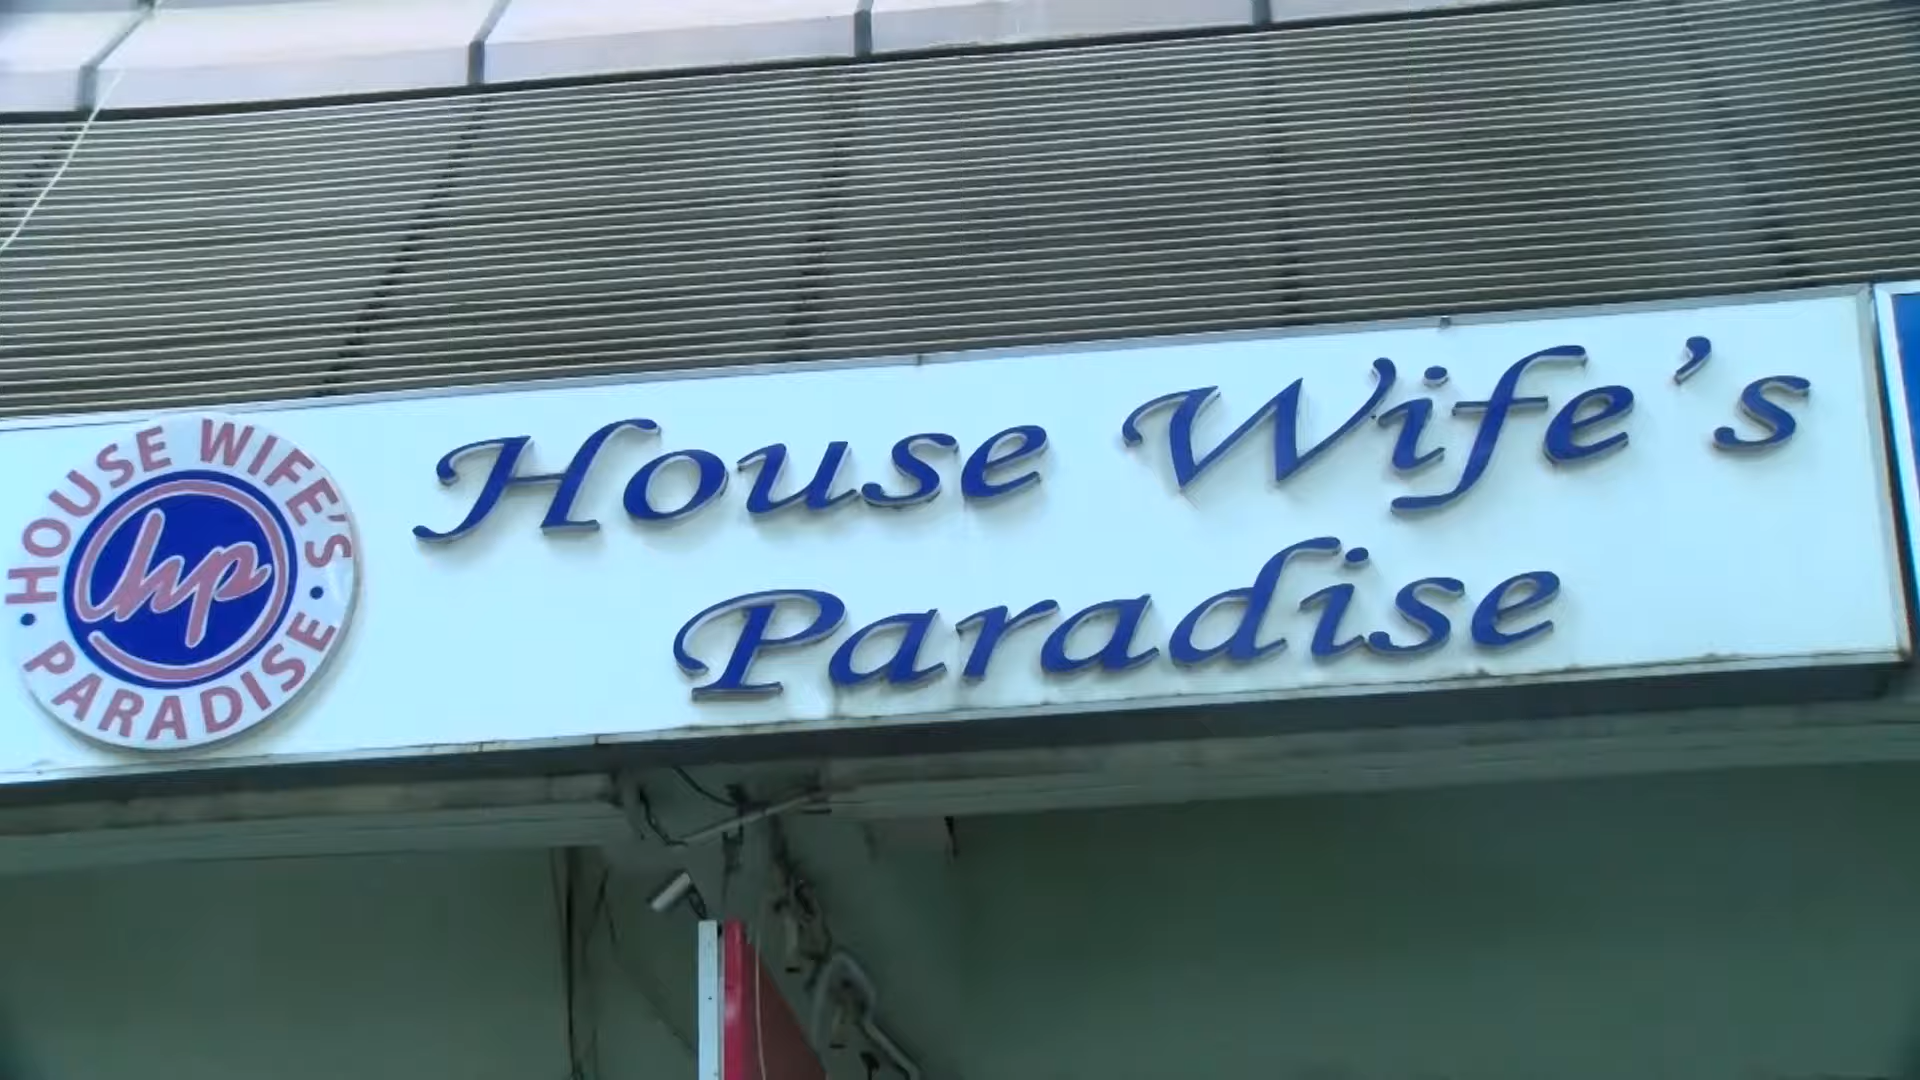 HOUSE WIFE'S
hp
• PARADISE •
House Wife's
Paradise